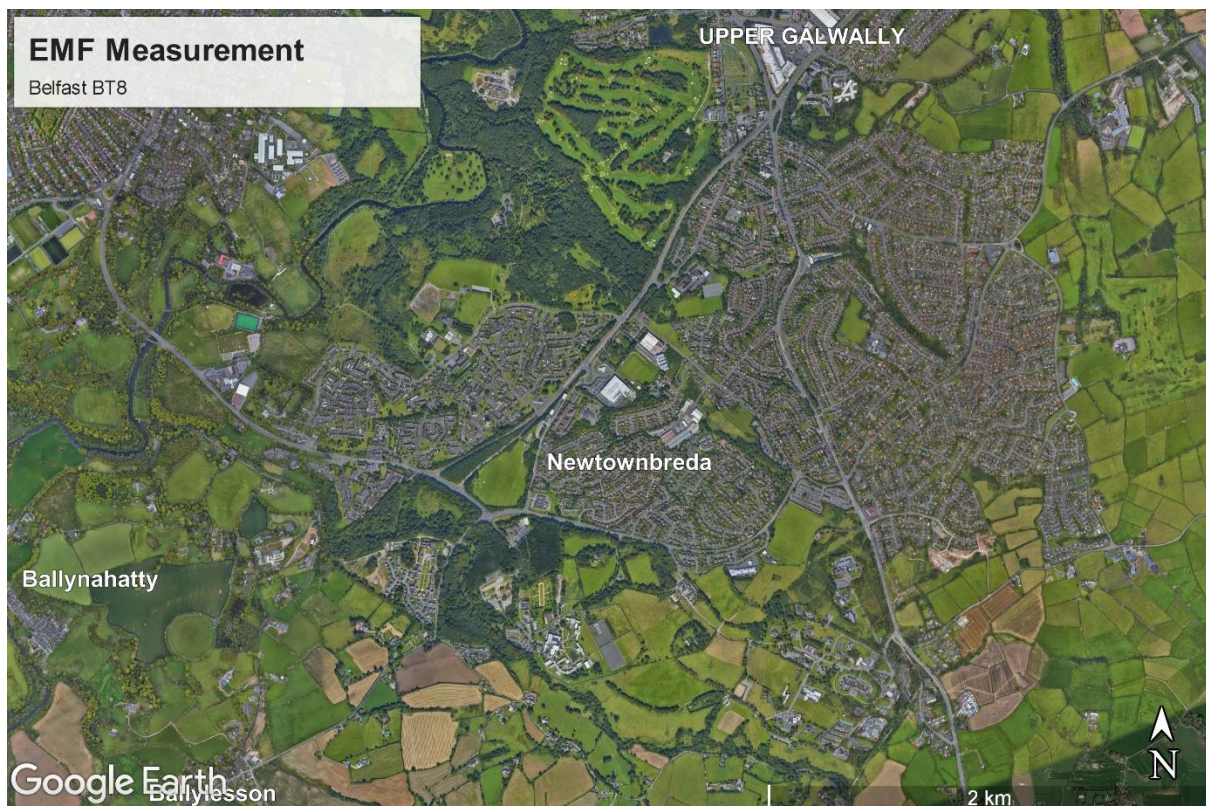 EMF Measurement
Belfast BT8
UPPER GALWALLY
Newtownbreda
Ballynahatty
Google Earth
Ballylesson
2 km
N